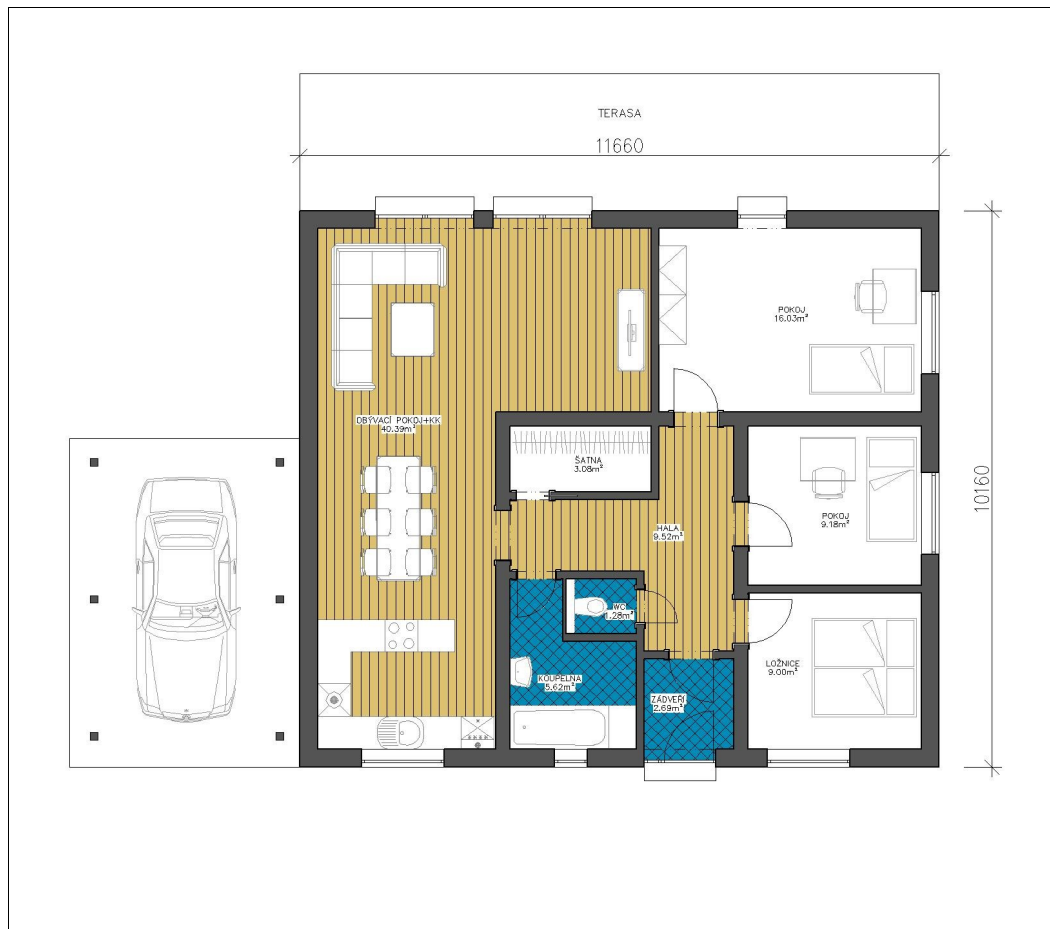 TERASA
11660
POKOJ
16.03m²
OBÝVACÍ POKOJ+KK
40.39m²
ŠATNA
3.08m²
10160
POKOJ
9.18m²
HALA
9.52m²
WC
1.28m²
LOŽNICE
9.00m²
KOUPELNA
5.62m²
ZÁDVEŘÍ
2.69m²